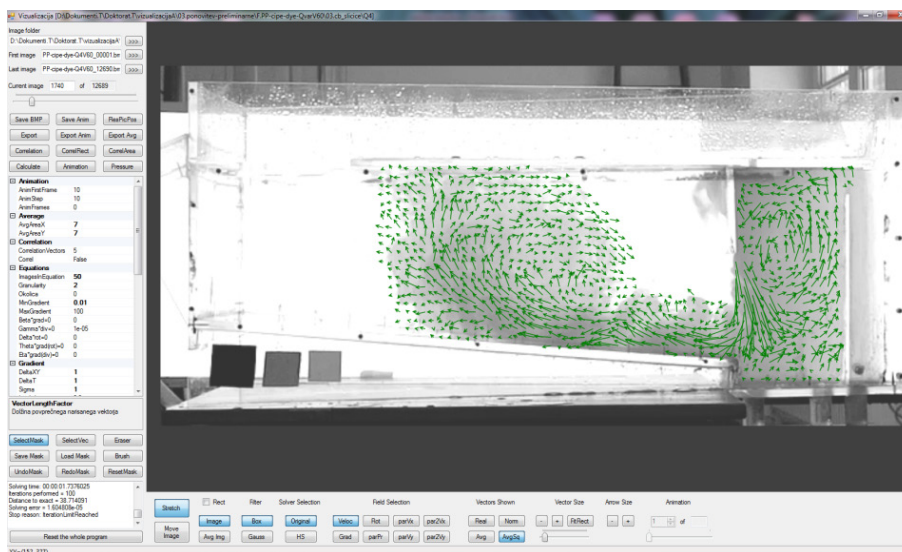 Vizualizacija [D:\Dokumenti.T\Doktorat.T\vizualizacijA\03.ponovitev-preliminarne\F.PP-cipe-dye-QvarV60\03.cb_slicice\Q4]
Image folder
D:\Dokumenti.T\Doktorat.T\vizualizacijA\ >>>
First image PP-cipe-dye-Q4V60_00001.br >>>
Last image PP-cipe-dye-Q4V60_12690.br >>>
Current image 1740 of 12689
Save BMP Save Anim ResPicPos
Export Export Anim Export Avg
Correlation CorrelRect CorrelArea
Calculate Animation Pressure
Animation
AnimFirstFrame 10
AnimStep 10
AnimFrames 0
Average
AvgAreaX 7
AvgAreaY 7
Correlation
CorrelationVectors 5
Correl False
Equations
ImagesInEquation 50
Granularity 2
Okolica 0
MinGradient 0.01
MaxGradient 100
Beta*grad=0 0
Gamma*div=0 1e-05
Delta*rot=0 0
Theta*grad(rot)=0 0
Eta*grad(div)=0 0
Gradient
DeltaXY 1
DeltaT 1
Sigma 1
VectorLengthFactor
Dolžina povprečnega narisanega vektorja
SelectMask SelectVec Eraser
Save Mask Load Mask Brush
UndoMask RedoMask ResetMask
Solving time: 00:00:01.7376025
Iterations performed = 100
Distance to exact = 38.714091
Solving error = 1.604808e-05
Stop reason: IterationLimitReached
Reset the whole program
Stretch Rect Filter Solver Selection Field Selection Vectors Shown Vector Size Arrow Size Animation
Image Box Original Veloc Rot parVx par2Vx Real Norm - + RtRect - + 1 of
Move Image
Avg Img Gauss HS Grad parPr parVy par2Vy Avg AvgSq